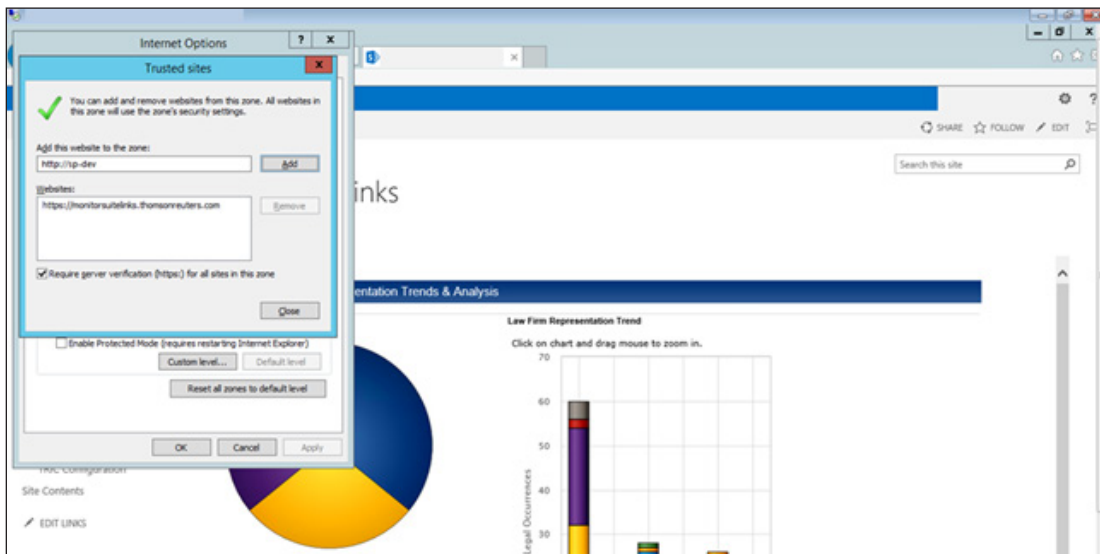 Internet Options
? X
Trusted sites
X
You can add and remove websites from this zone. All websites in
this zone will use the zone's security settings.
Add this website to the zone:
http://sp-dev
Add
Websites:
https://monitorsuitelinks.thomsonreuters.com
Remove
Require server verification (https:) for all sites in this zone
Close
Enable Protected Mode (requires restarting Internet Explorer)
Custom level...
Default level
Reset all zones to default level
OK
Cancel
Apply
SHARE
FOLLOW
EDIT
Search this site
inks
entation Trends & Analysis
Law Firm Representation Trend
Click on chart and drag mouse to zoom in.
70
60
50
40
30
Legal Occurrences
TRIC Configuration
Site Contents
EDIT LINKS